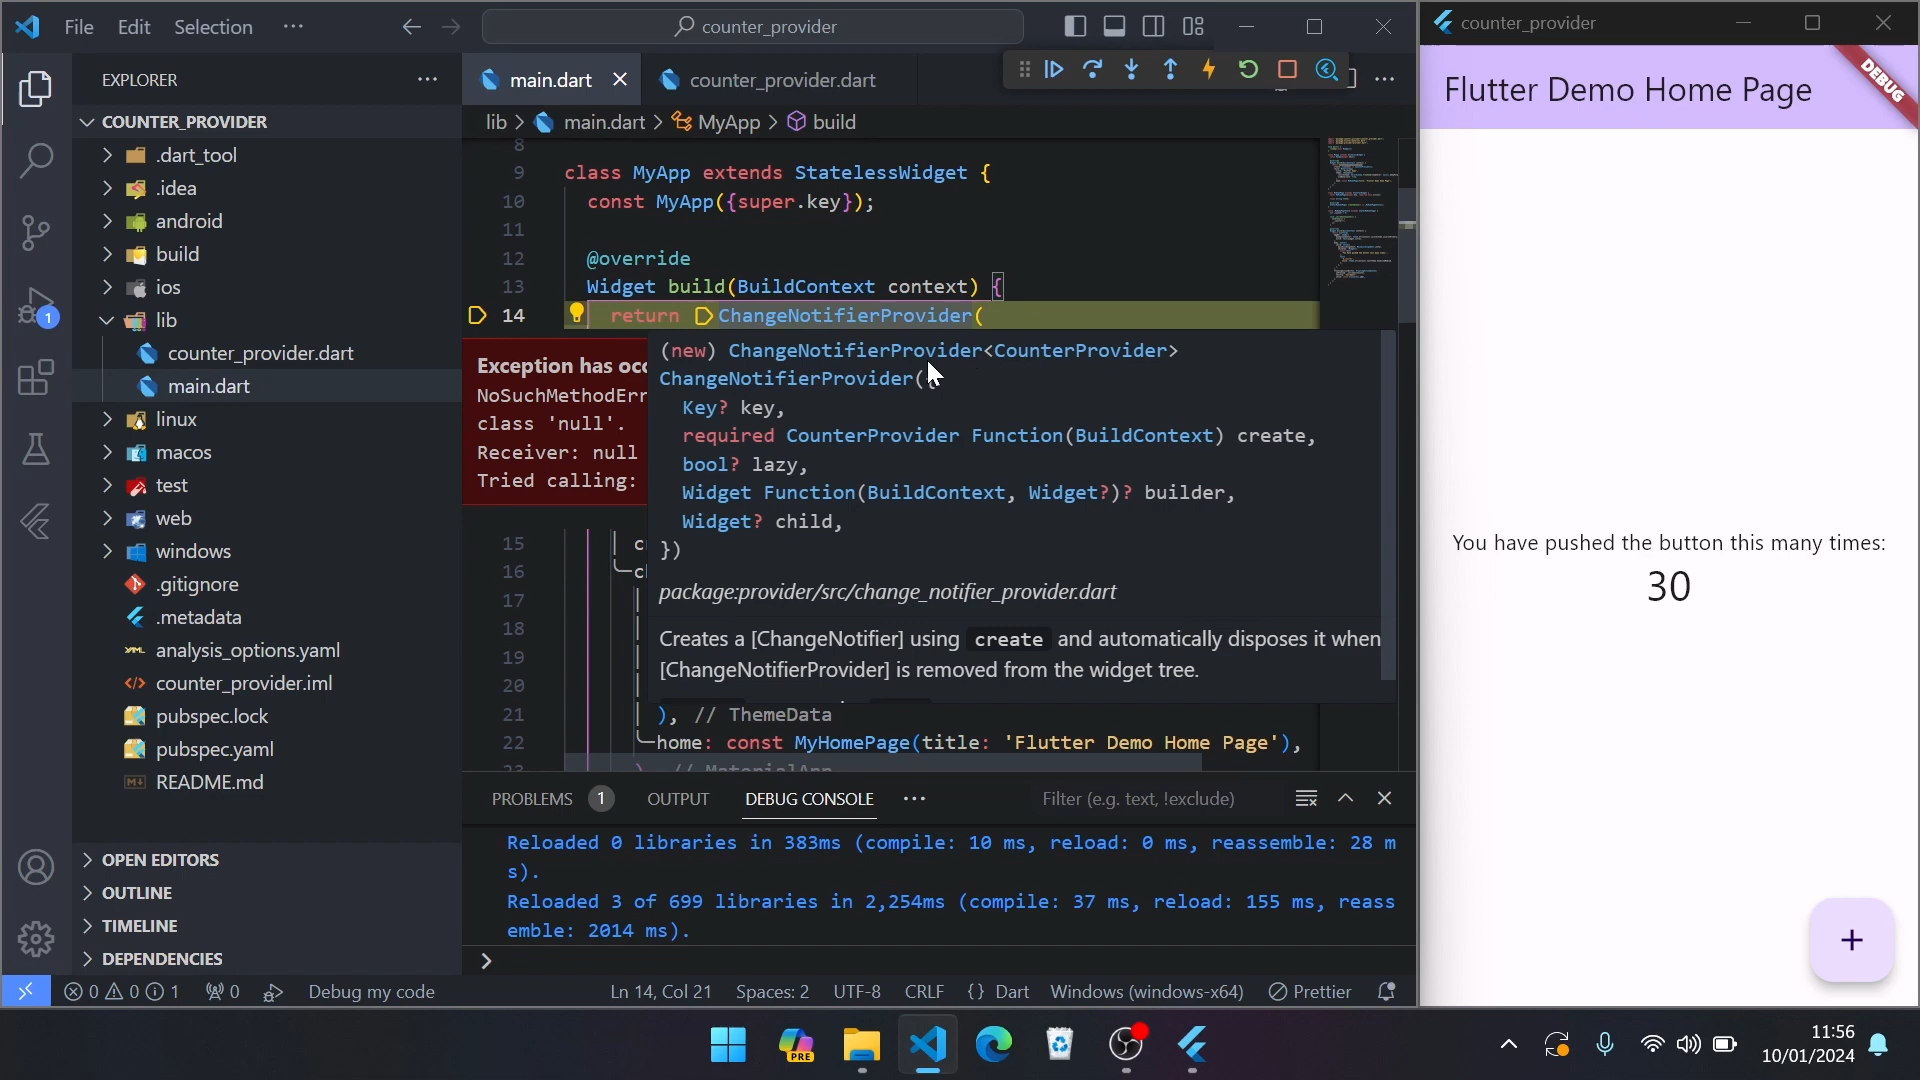 File Edit Selection ··· counter_provider
counter_provider
EXPLORER ···
main.dart counter_provider.dart
lib > main.dart > MyApp > build
COUNTER_PROVIDER
.dart_tool
.idea
android
build
ios
lib
counter_provider.dart
main.dart
linux
macos
test
web
windows
.gitignore
.metadata
analysis_options.yaml
counter_provider.iml
pubspec.lock
pubspec.yaml
README.md
OPEN EDITORS
OUTLINE
TIMELINE
DEPENDENCIES
1
8
9 class MyApp extends StatelessWidget {
10 const MyApp({super.key});
11
12 @override
13 Widget build(BuildContext context) {
14 return ChangeNotifierProvider(
Exception has occ
NoSuchMethodErr
class 'null'.
Receiver: null
Tried calling:
(new) ChangeNotifierProvider<CounterProvider>
ChangeNotifierProvider({
Key? key,
required CounterProvider Function(BuildContext) create,
bool? lazy,
Widget Function(BuildContext, Widget?)? builder,
Widget? child,
})
package:provider/src/change_notifier_provider.dart
Creates a [ChangeNotifier] using create and automatically disposes it when
[ChangeNotifierProvider] is removed from the widget tree.
15
16
17
18
19
20
21 ), // ThemeData
22 home: const MyHomePage(title: 'Flutter Demo Home Page'),
23 ) // MaterialApp
PROBLEMS 1 OUTPUT DEBUG CONSOLE ··· Filter (e.g. text, !exclude)
Reloaded 0 libraries in 383ms (compile: 10 ms, reload: 0 ms, reassemble: 28 m
s).
Reloaded 3 of 699 libraries in 2,254ms (compile: 37 ms, reload: 155 ms, reass
emble: 2014 ms).
>
0 0 1 0 Debug my code Ln 14, Col 21 Spaces: 2 UTF-8 CRLF {} Dart Windows (windows-x64) Prettier
Flutter Demo Home Page
DEBUG
You have pushed the button this many times:
30
+
PRE
11:56
10/01/2024